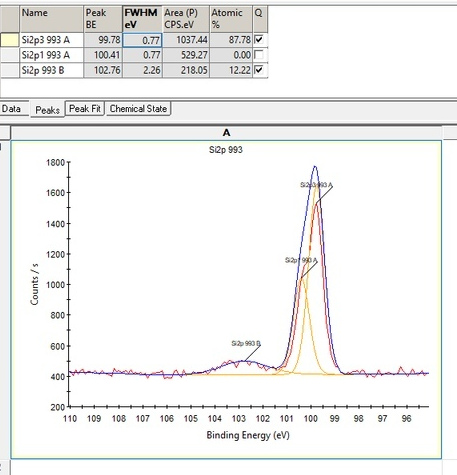 Name Peak BE FWHM eV Area (P) CPS.eV Atomic % Q
Si2p3 993 A 99.78 0.77 1037.44 87.78
Si2p1 993 A 100.41 0.77 529.27 0.00
Si2p 993 B 102.76 2.26 218.05 12.22
Data Peaks Peak Fit Chemical State
A
Si2p 993
1800
1600
1400
1200
1000
800
600
400
200
Counts / s
Si2p3 993 A
Si2p1 993 A
Si2p 993 B
110 109 108 107 106 105 104 103 102 101 100 99 98 97 96
Binding Energy (eV)